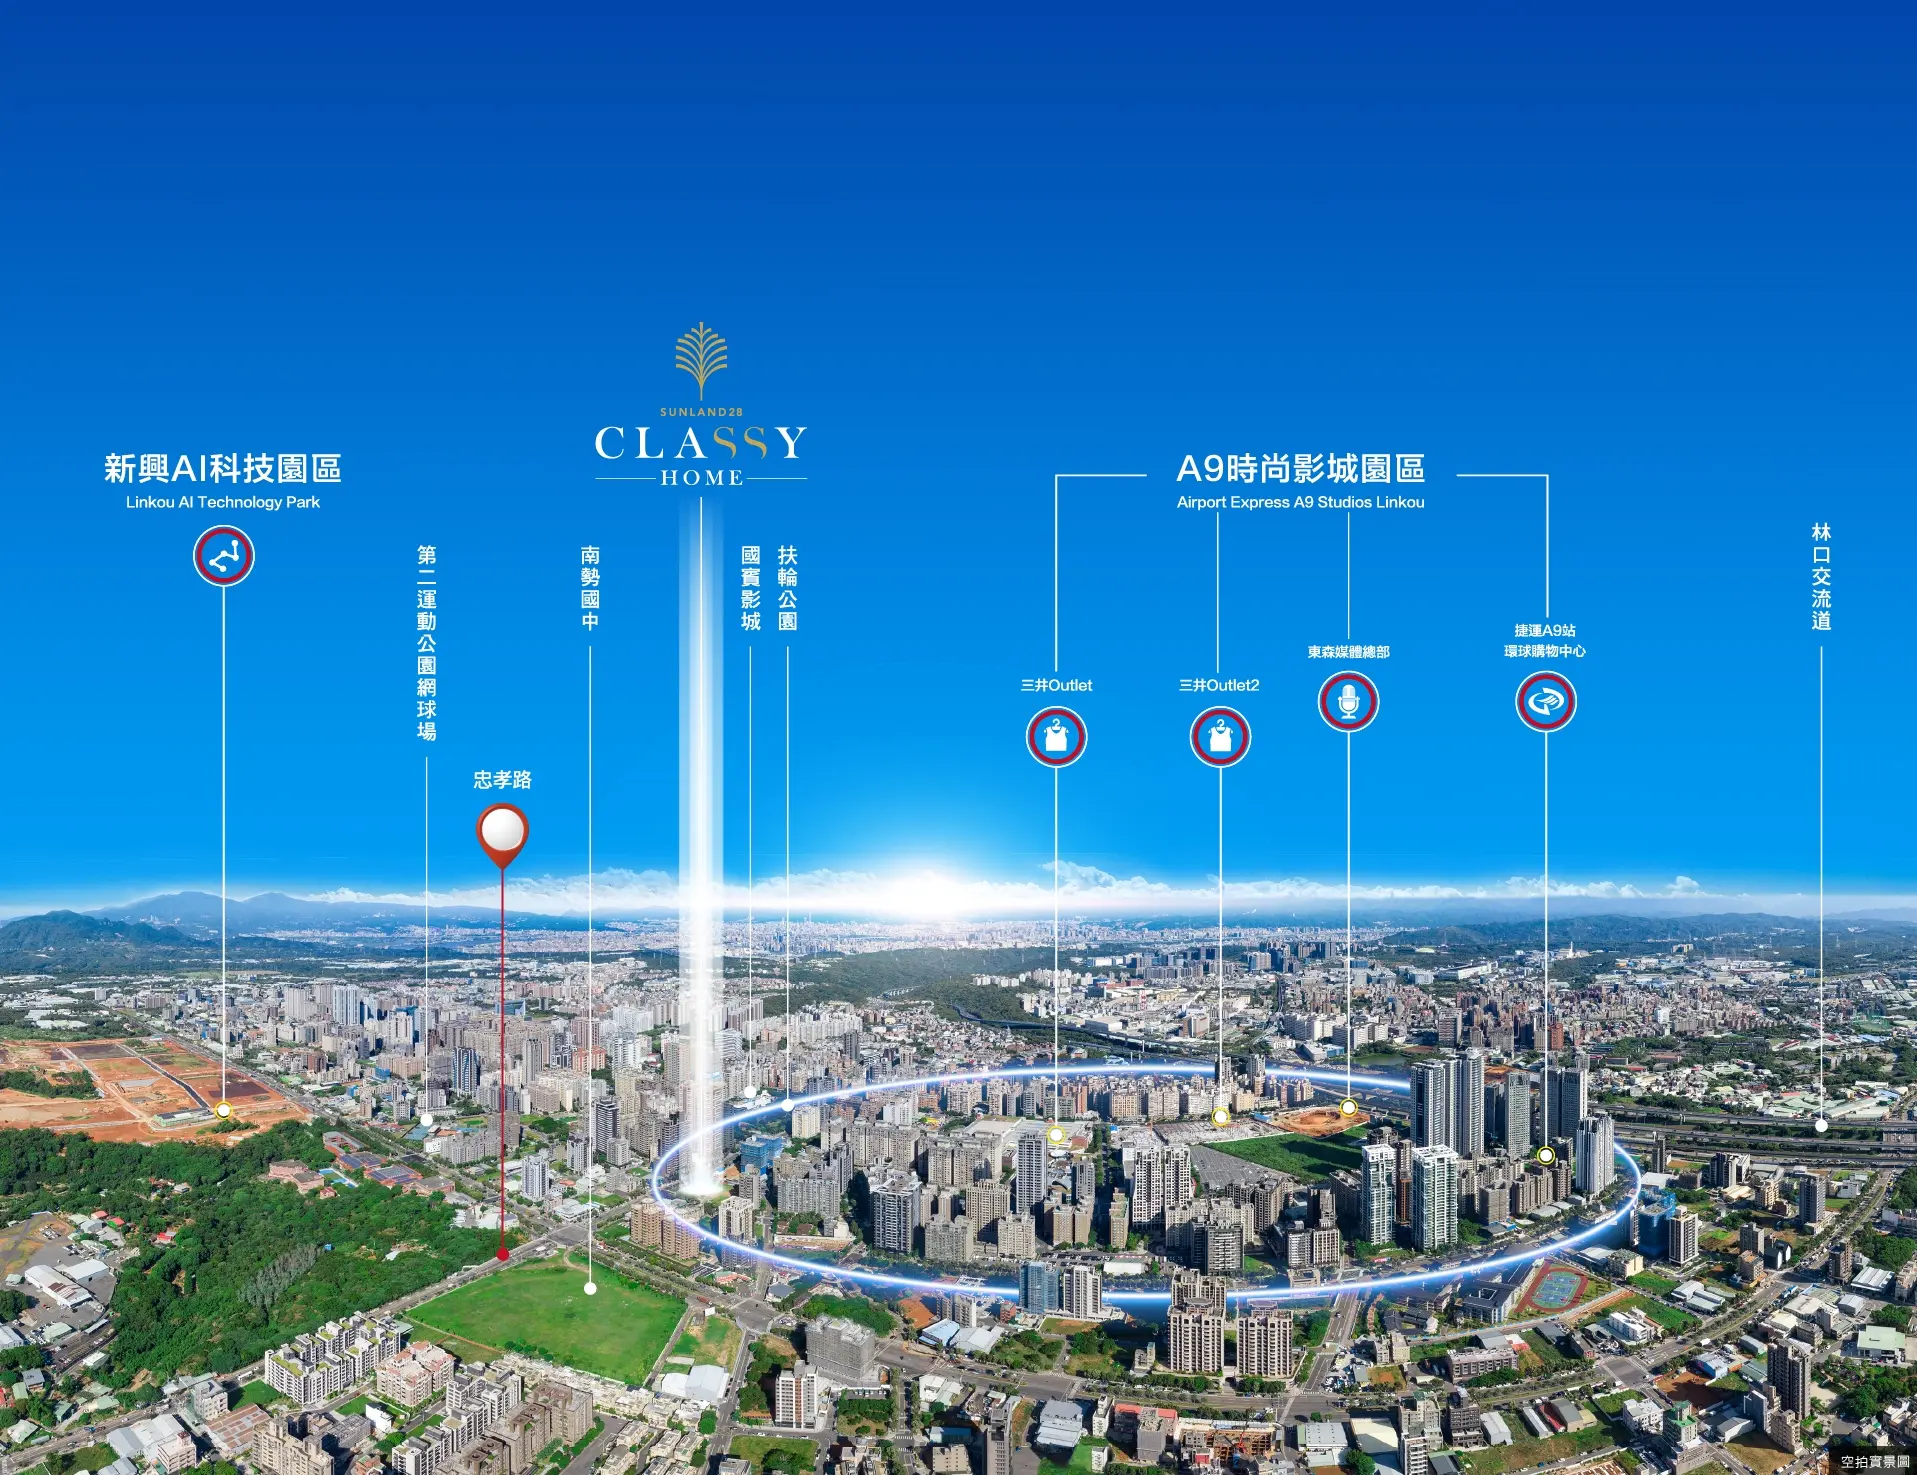 SUNLAND28
CLASSY
HOME
新興AI科技園區
Linkou AI Technology Park
第二運動公園網球場
忠孝路
南勢國中
國賓影城
扶輪公園
A9時尚影城園區
Airport Express A9 Studios Linkou
三井Outlet
三井Outlet2
東森媒體總部
捷運A9站
環球購物中心
林口交流道
空拍實景圖